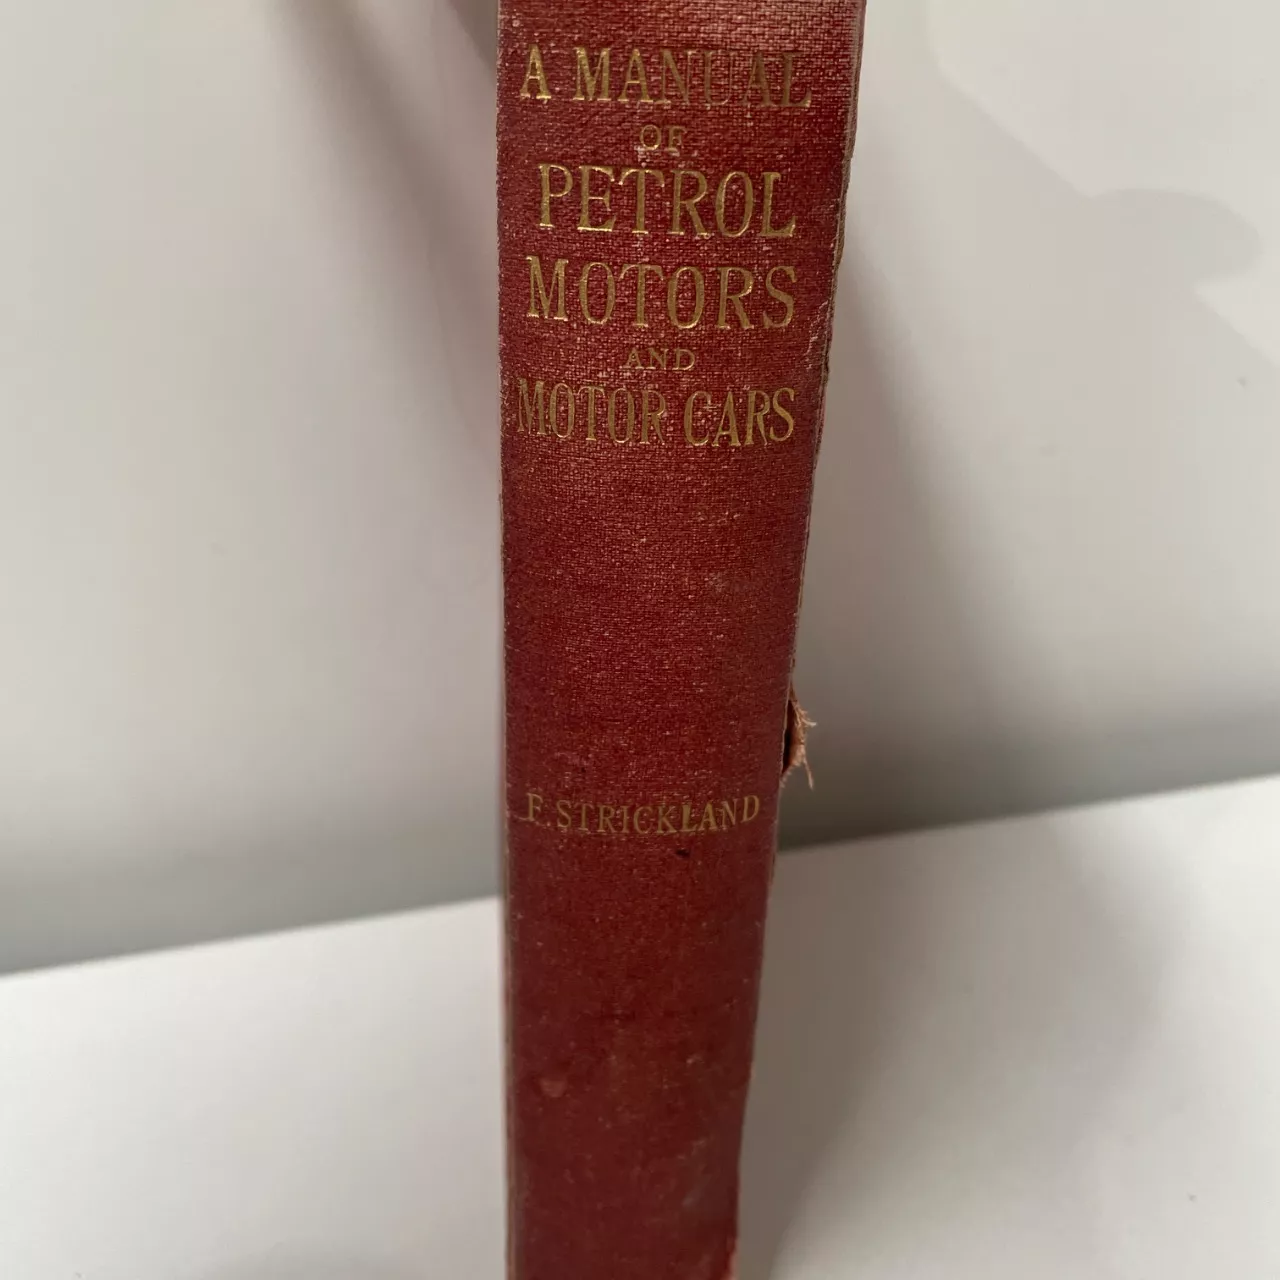 A MANUAL
OF
PETROL
MOTORS
AND
MOTOR CARS
F. STRICKLAND